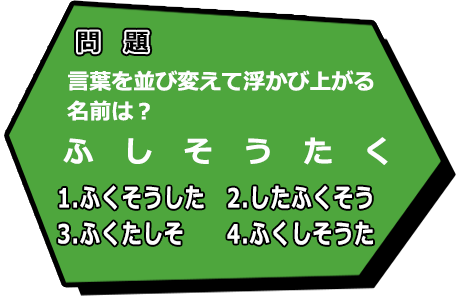 問 題
言葉を並び変えて浮かび上がる
名前は？
ふ し そ う た く
1.ふくそうした 2.したふくそう
3.ふくたしそ 4.ふくしそうた